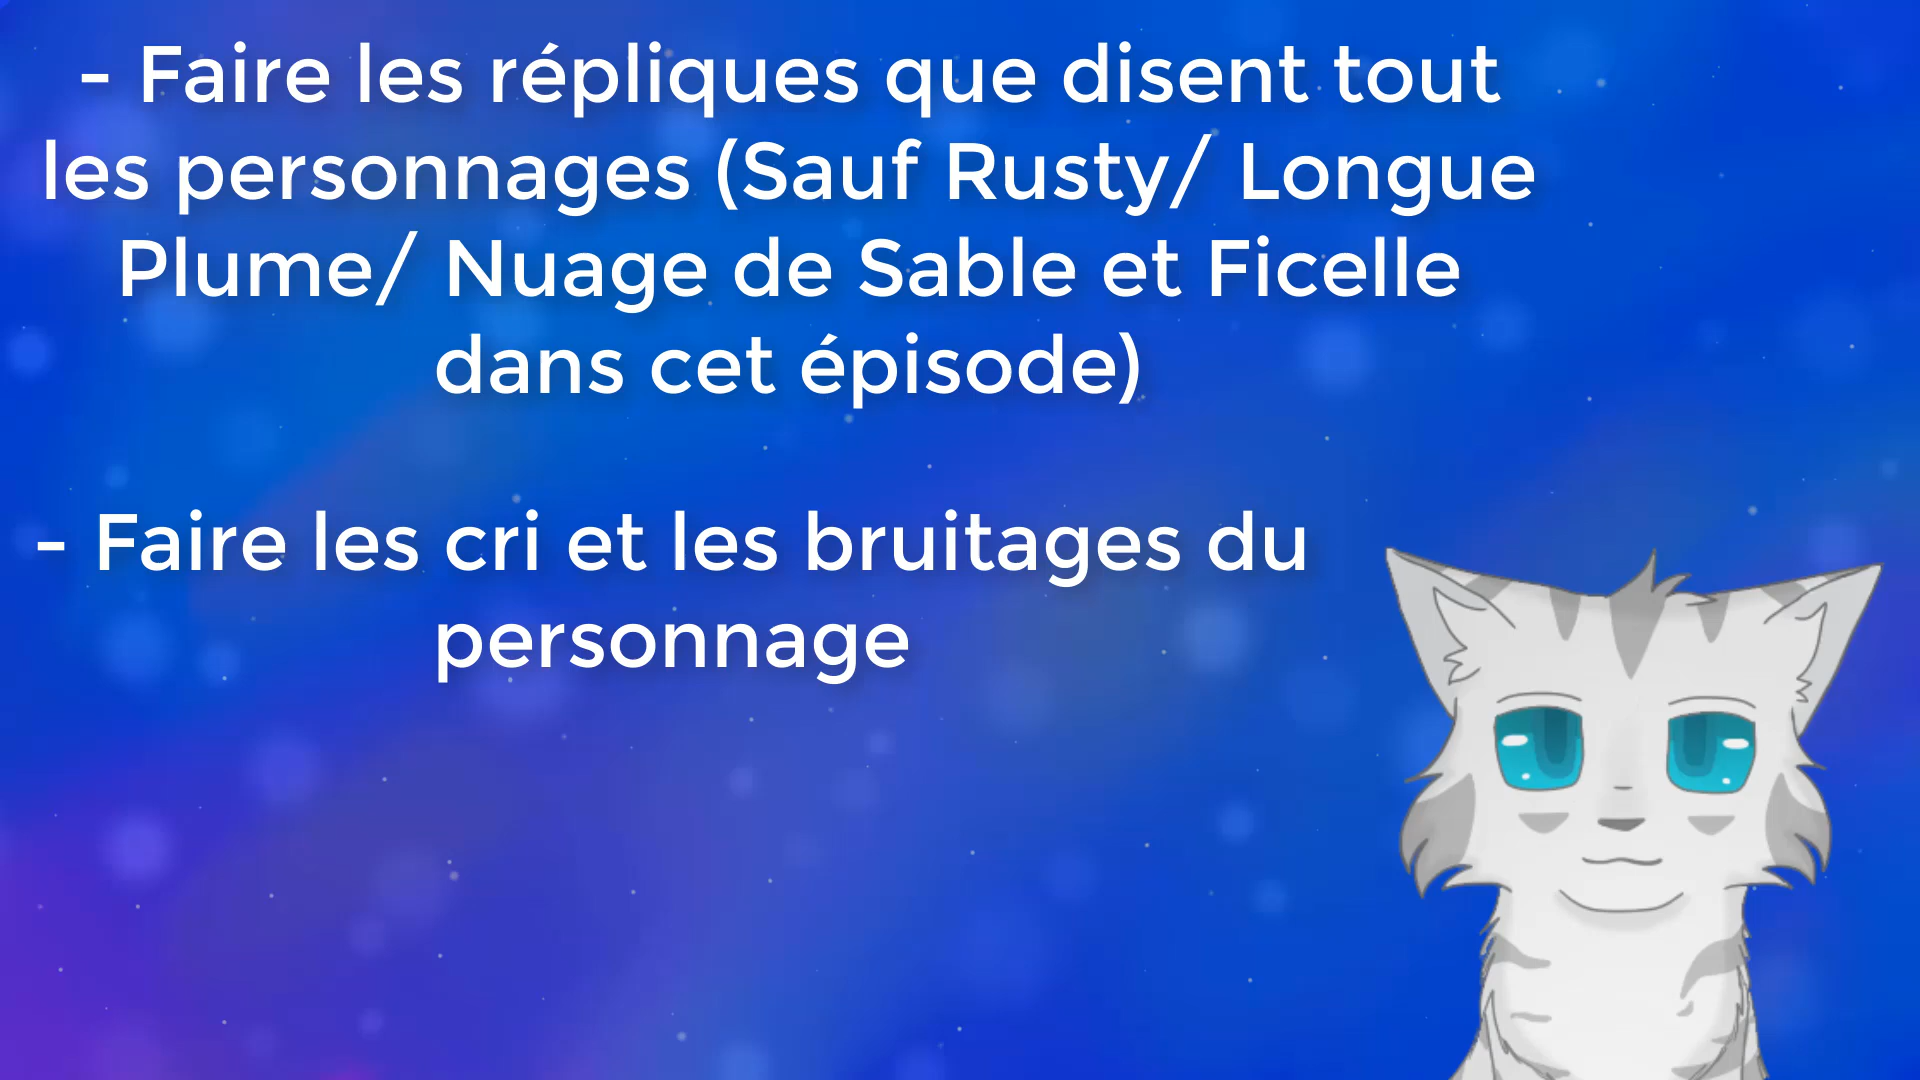 - Faire les répliques que disent tout
les personnages (Sauf Rusty/ Longue
Plume/ Nuage de Sable et Ficelle
dans cet épisode)
- Faire les cri et les bruitages du
personnage